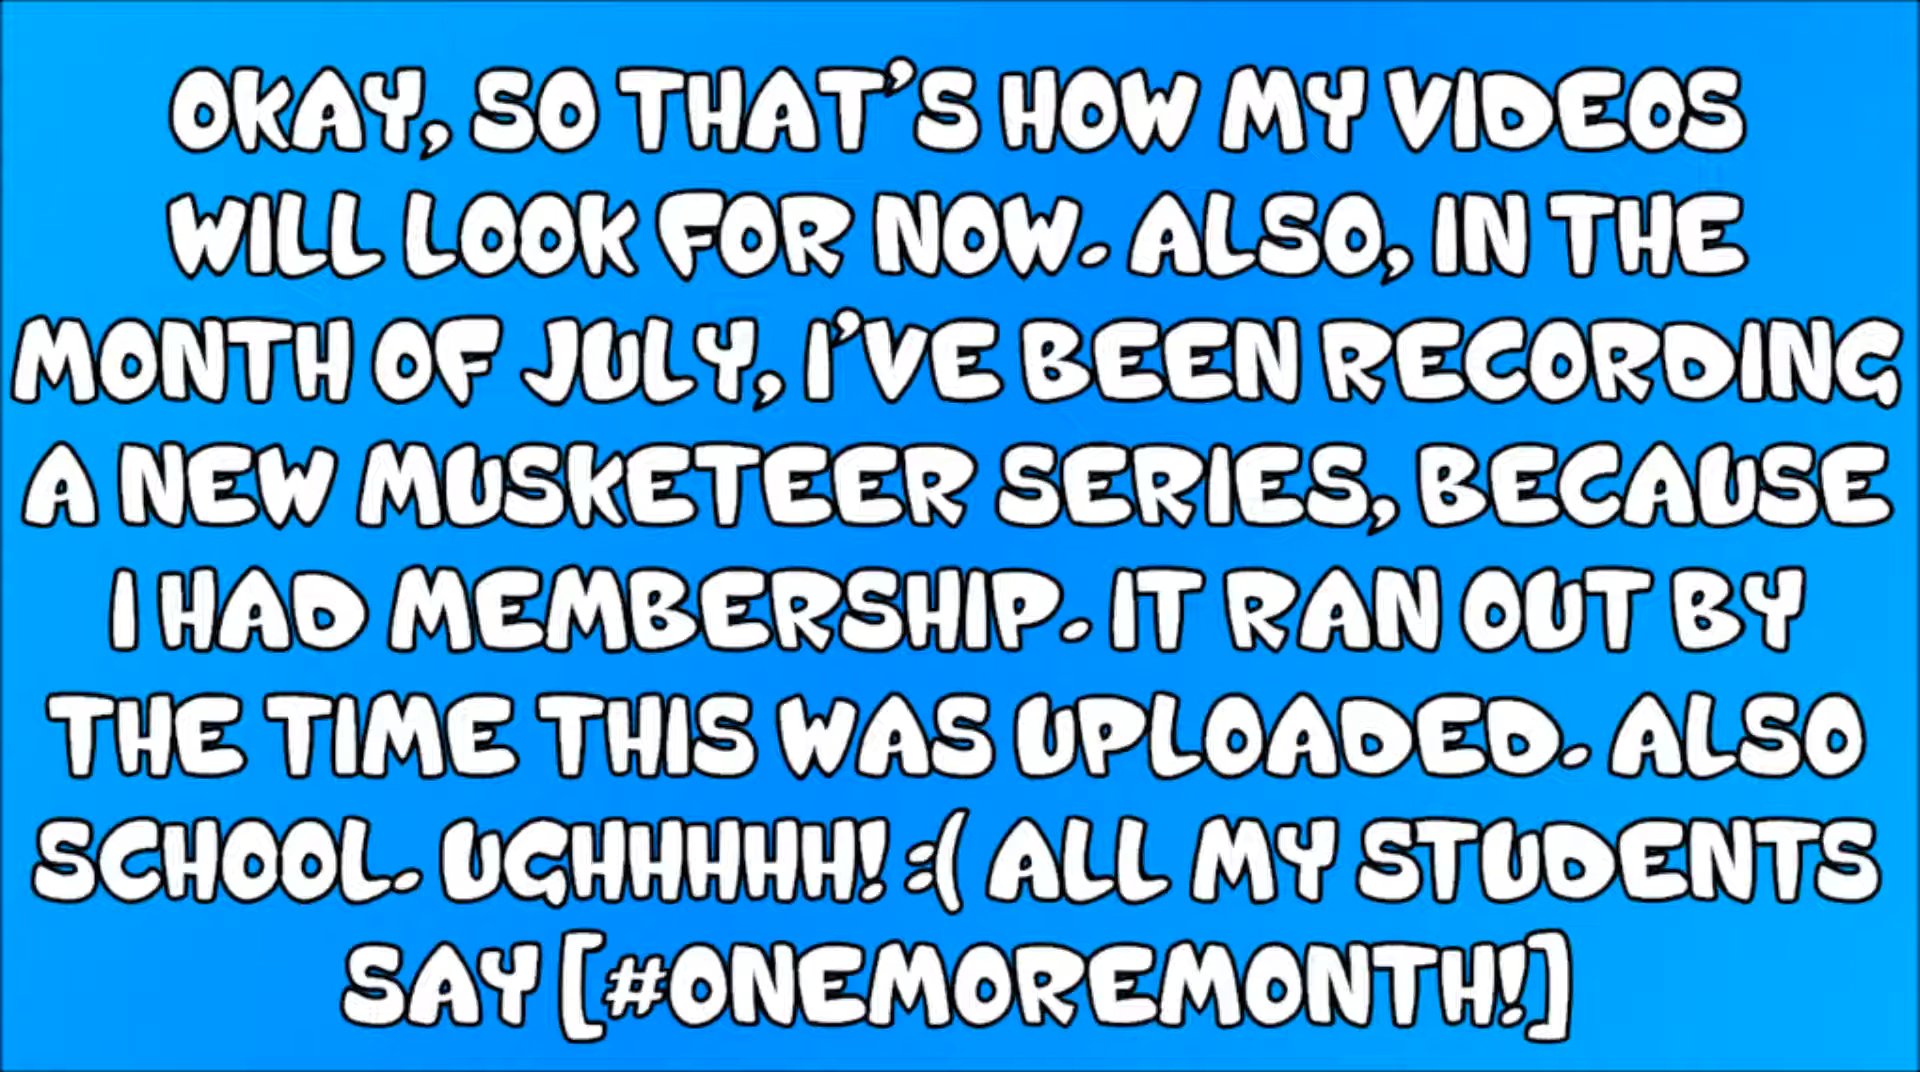 OKAY, SO THAT'S HOW MY VIDEOS
WILL LOOK FOR NOW. ALSO, IN THE
MONTH OF JULY, I'VE BEEN RECORDING
A NEW MUSKETEER SERIES, BECAUSE
I HAD MEMBERSHIP. IT RAN OUT BY
THE TIME THIS WAS UPLOADED. ALSO
SCHOOL. UGHHHHH! :( ALL MY STUDENTS
SAY [#ONEMOREMONTH!]